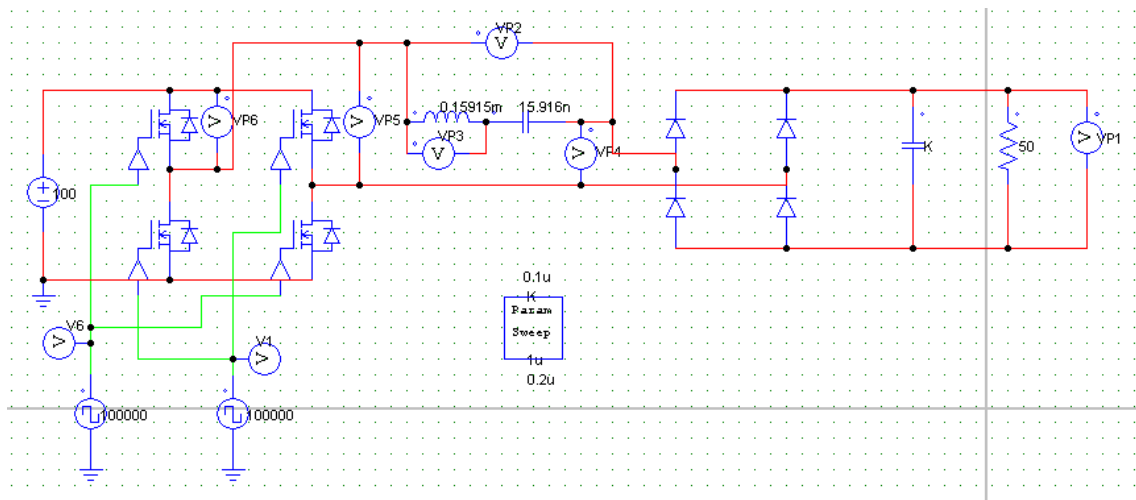 VP2
0.15915m
15.916n
VP6
VP5
VP3
VP4
K
50
VP1
100
0.1u
K
Param
Sweep
1u
0.2u
V6
V1
100000
100000